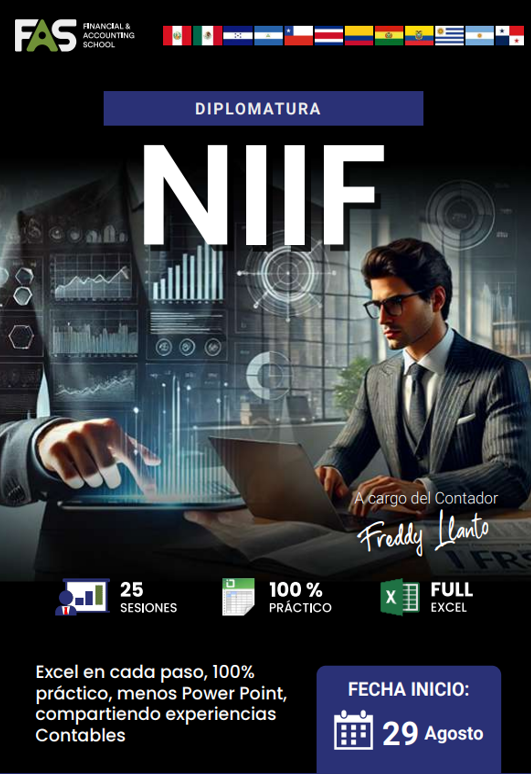 FAS
FINANCIAL &
ACCOUNTING
SCHOOL
DIPLOMATURA
NIIF
A cargo del Contador
Freddy Llanto
IFRS
25
SESIONES
100 %
PRÁCTICO
X
FULL
EXCEL
Excel en cada paso, 100%
práctico, menos Power Point,
compartiendo experiencias
Contables
FECHA INICIO:
29 Agosto